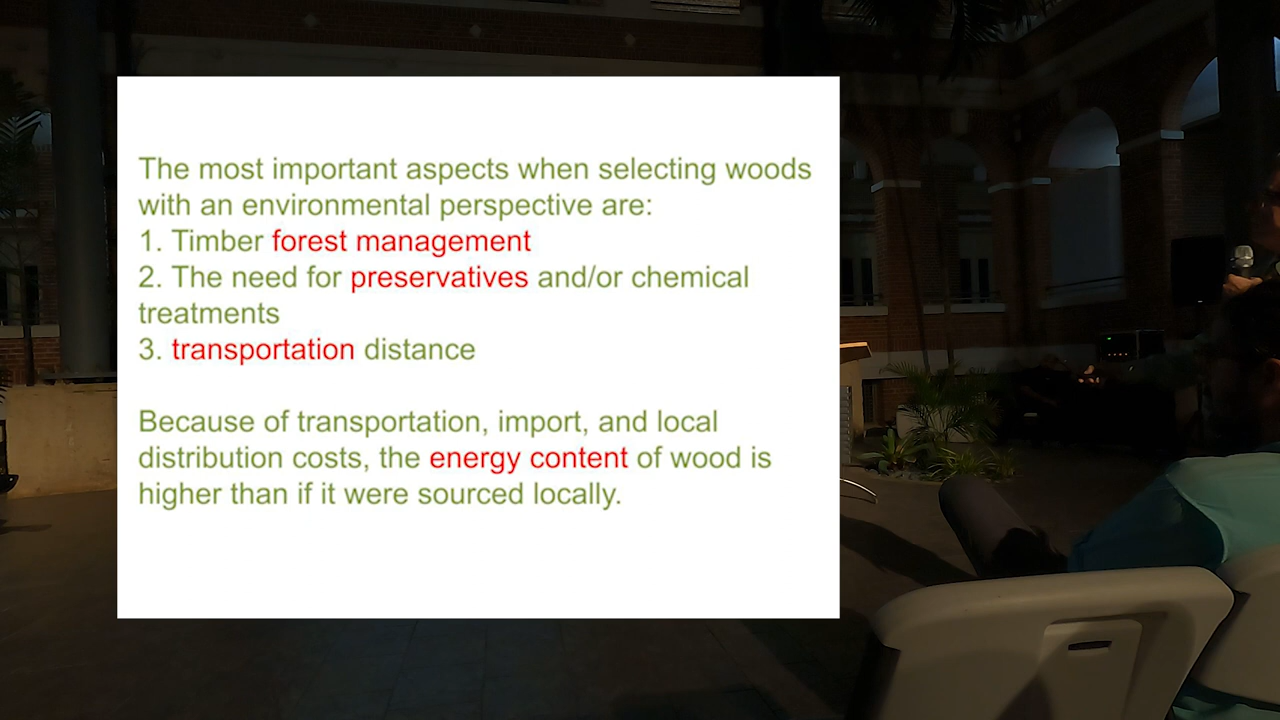 The most important aspects when selecting woods
with an environmental perspective are:
1. Timber forest management
2. The need for preservatives and/or chemical
treatments
3. transportation distance
Because of transportation, import, and local
distribution costs, the energy content of wood is
higher than if it were sourced locally.